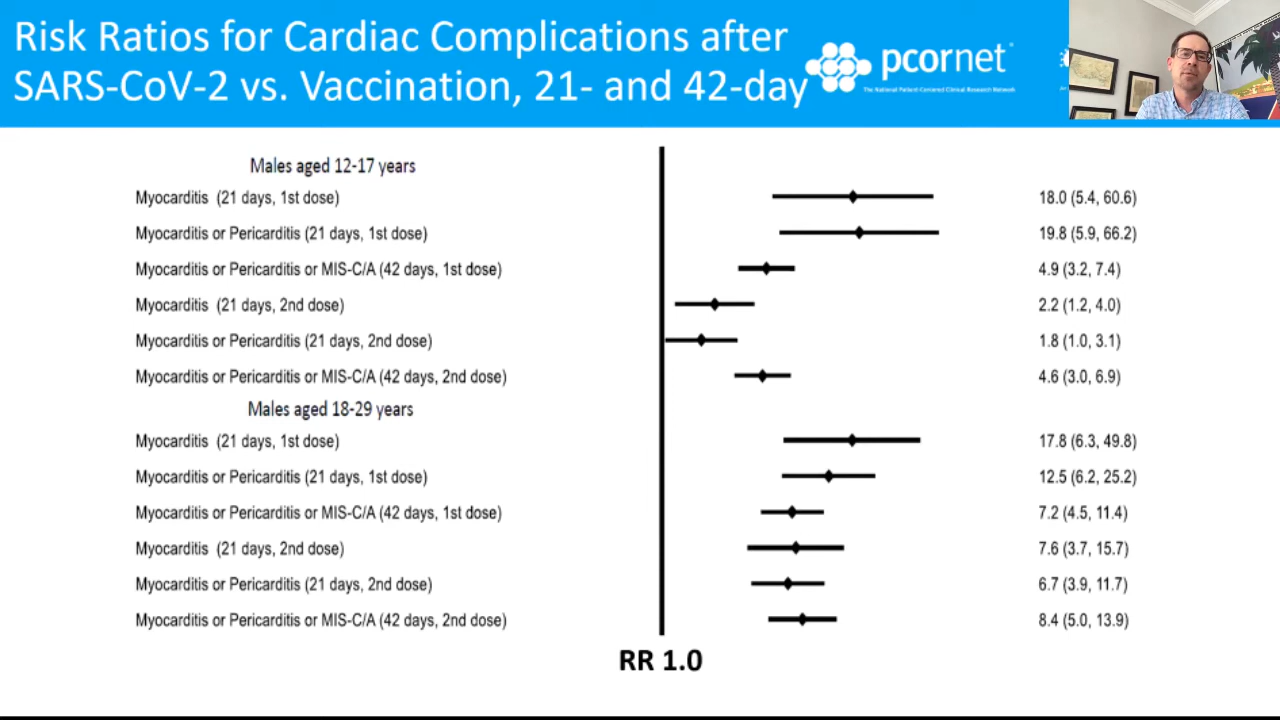 Risk Ratios for Cardiac Complications after
SARS-CoV-2 vs. Vaccination, 21- and 42-day
pcornet
The National Patient-Centered Clinical Research Network
Males aged 12-17 years
Myocarditis (21 days, 1st dose) 18.0 (5.4, 60.6)
Myocarditis or Pericarditis (21 days, 1st dose) 19.8 (5.9, 66.2)
Myocarditis or Pericarditis or MIS-C/A (42 days, 1st dose) 4.9 (3.2, 7.4)
Myocarditis (21 days, 2nd dose) 2.2 (1.2, 4.0)
Myocarditis or Pericarditis (21 days, 2nd dose) 1.8 (1.0, 3.1)
Myocarditis or Pericarditis or MIS-C/A (42 days, 2nd dose) 4.6 (3.0, 6.9)
Males aged 18-29 years
Myocarditis (21 days, 1st dose) 17.8 (6.3, 49.8)
Myocarditis or Pericarditis (21 days, 1st dose) 12.5 (6.2, 25.2)
Myocarditis or Pericarditis or MIS-C/A (42 days, 1st dose) 7.2 (4.5, 11.4)
Myocarditis (21 days, 2nd dose) 7.6 (3.7, 15.7)
Myocarditis or Pericarditis (21 days, 2nd dose) 6.7 (3.9, 11.7)
Myocarditis or Pericarditis or MIS-C/A (42 days, 2nd dose) 8.4 (5.0, 13.9)
RR 1.0